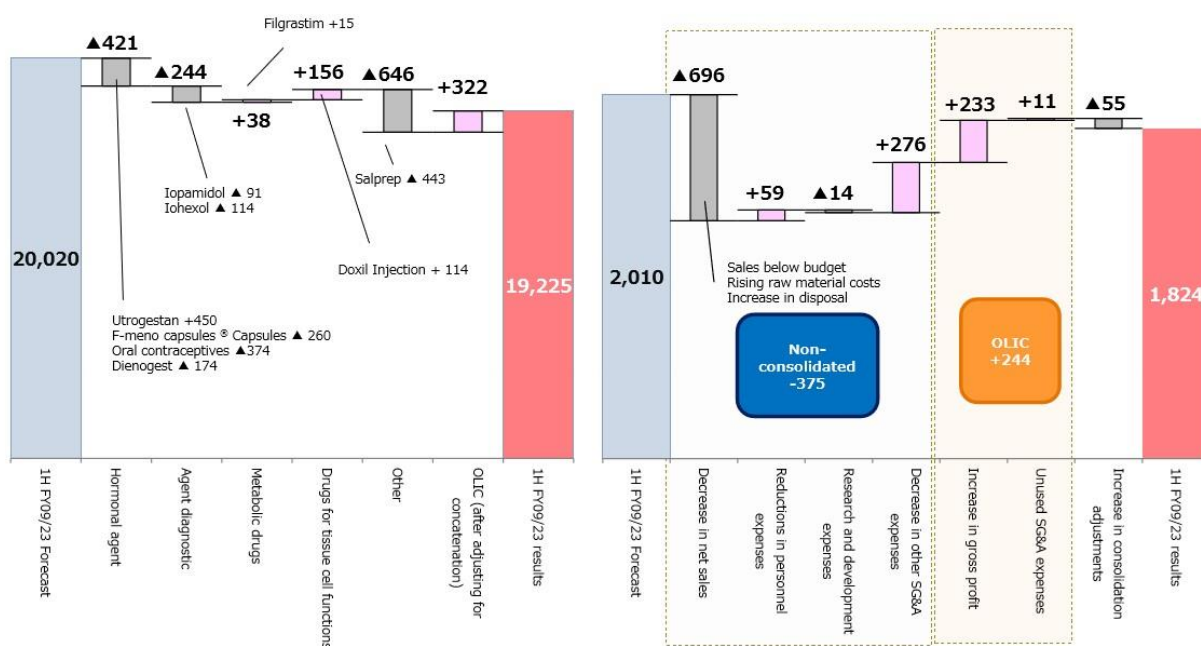 Filgrastim +15
▲421
▲244
+38
+156
▲646
+322
20,020
Iopamidol ▲ 91
Iohexol ▲ 114
Salprep ▲ 443
Doxil Injection + 114
Utrogestan +450
F-meno capsules ® Capsules ▲ 260
Oral contraceptives ▲374
Dienogest ▲ 174
19,225
1H FY09/23 Forecast
Hormonal agent
Agent diagnostic
Metabolic drugs
Drugs for tissue cell functions
Other
OLIC (after adjusting for
concatenation)
1H FY09/23 results
▲696
+59
▲14
+276
+233
+11
▲55
2,010
Sales below budget
Rising raw material costs
Increase in disposal
Non-
consolidated
-375
OLIC
+244
1,824
1H FY09/23 Forecast
Decrease in net sales
Reductions in personnel
expenses
Research and development
expenses
Decrease in other SG&A
expenses
Increase in gross profit
Unused SG&A expenses
Increase in consolidation
adjustments
1H FY09/23 results